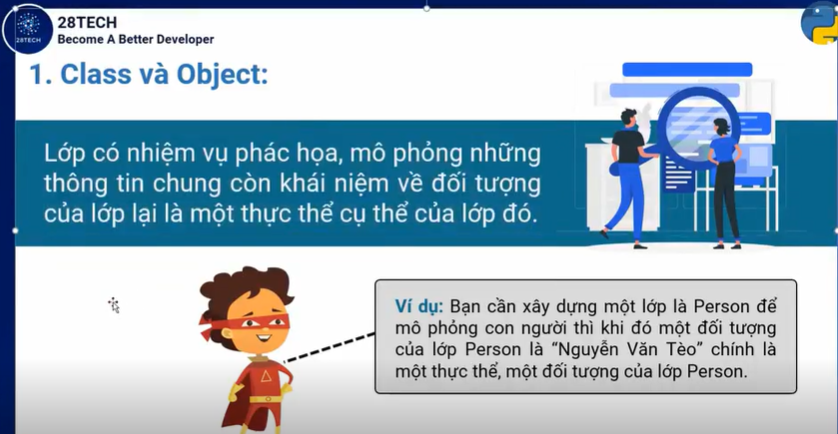 28TECH
Become A Better Developer
28TECH
1. Class và Object:
Lớp có nhiệm vụ phác họa, mô phỏng những
thông tin chung còn khái niệm về đối tượng
của lớp lại là một thực thể cụ thể của lớp đó.
Ví dụ: Bạn cần xây dựng một lớp là Person để
mô phỏng con người thì khi đó một đối tượng
của lớp Person là “Nguyễn Văn Tèo” chính là
một thực thể, một đối tượng của lớp Person.